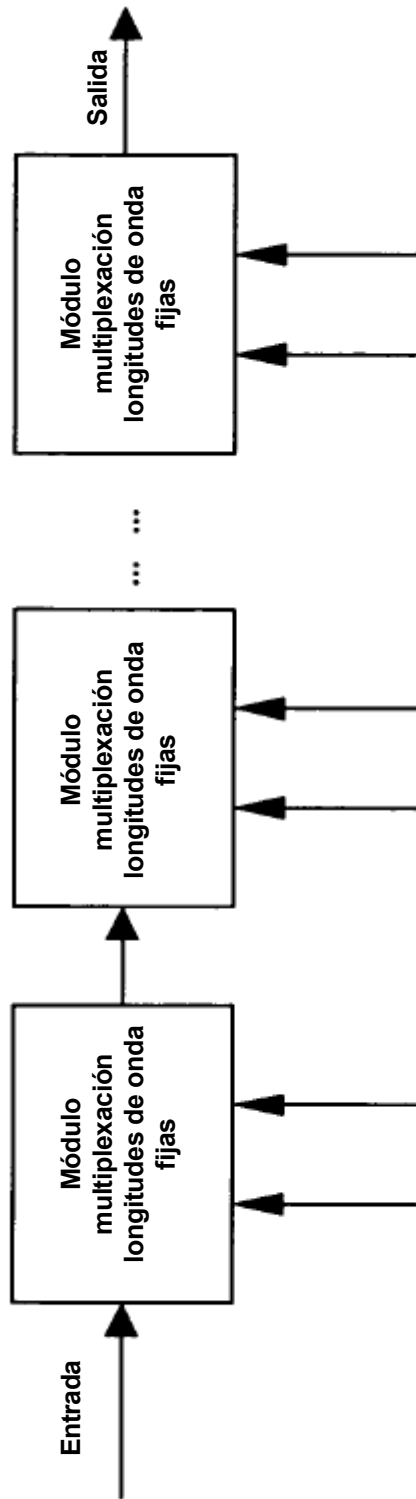 Entrada
Módulo
multiplexación
longitudes de onda
fijas
Módulo
multiplexación
longitudes de onda
fijas
... ...
Módulo
multiplexación
longitudes de onda
fijas
Salida